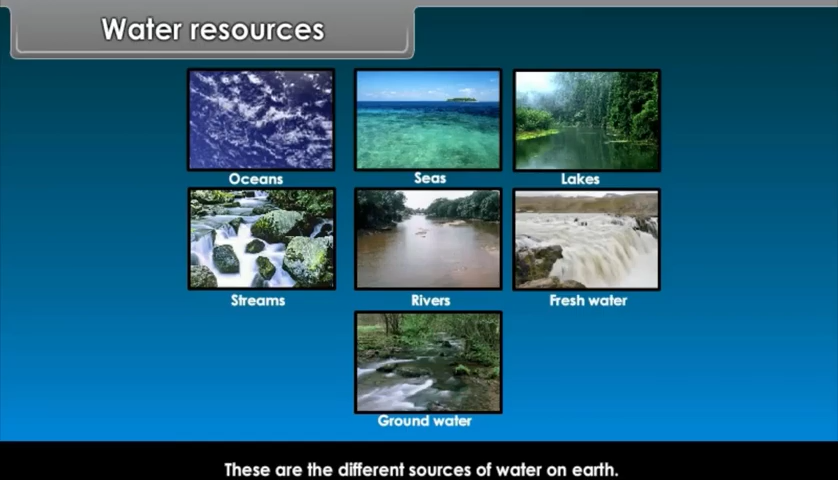 Water resources
Oceans
Seas
Lakes
Streams
Rivers
Fresh water
Ground water
These are the different sources of water on earth.